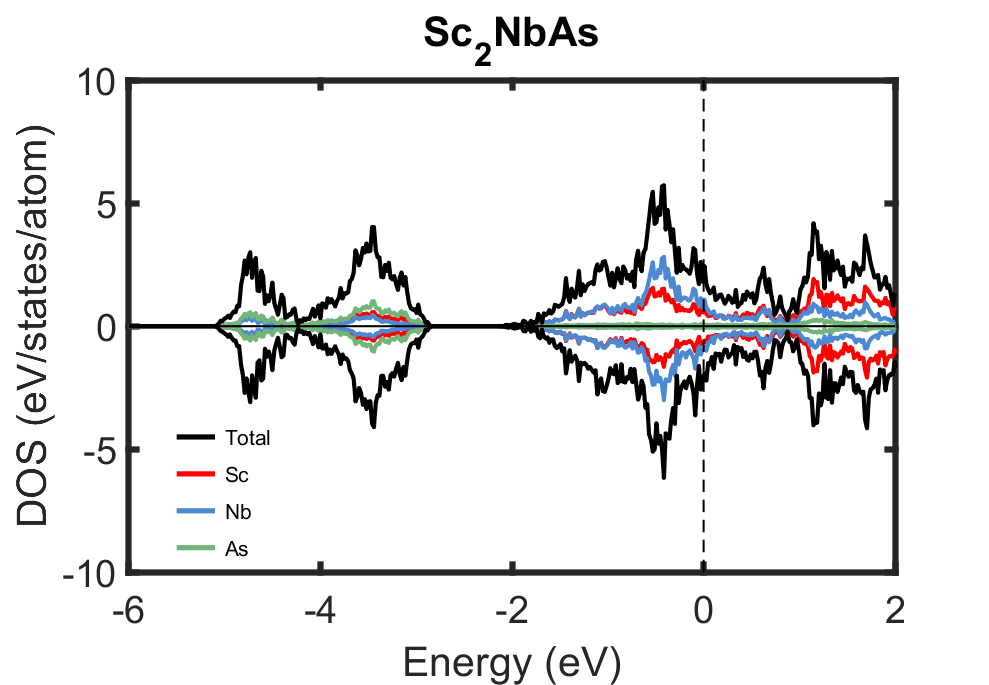 Sc₂NbAs
10
5
0
-5
-10
DOS (eV/states/atom)
Total
Sc
Nb
As
-6 -4 -2 0 2
Energy (eV)